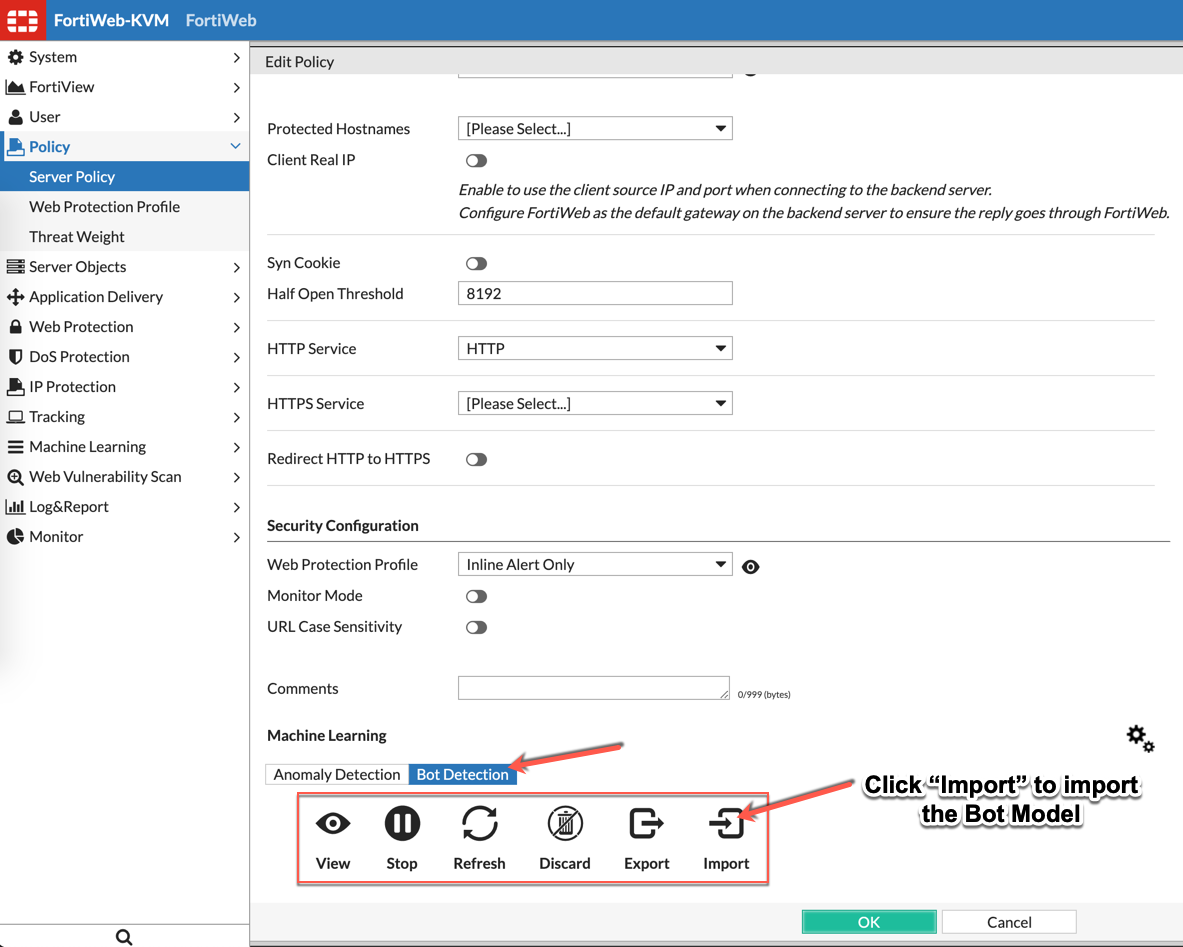 FortiWeb-KVM FortiWeb
System
FortiView
User
Policy
Server Policy
Web Protection Profile
Threat Weight
Server Objects
Application Delivery
Web Protection
DoS Protection
IP Protection
Tracking
Machine Learning
Web Vulnerability Scan
Log&Report
Monitor
Edit Policy
Protected Hostnames [Please Select...]
Client Real IP
Enable to use the client source IP and port when connecting to the backend server.
Configure FortiWeb as the default gateway on the backend server to ensure the reply goes through FortiWeb.
Syn Cookie
Half Open Threshold 8192
HTTP Service HTTP
HTTPS Service [Please Select...]
Redirect HTTP to HTTPS
Security Configuration
Web Protection Profile Inline Alert Only
Monitor Mode
URL Case Sensitivity
Comments 0/999 (bytes)
Machine Learning
Anomaly Detection Bot Detection
Click “Import” to import
the Bot Model
View Stop Refresh Discard Export Import
OK Cancel